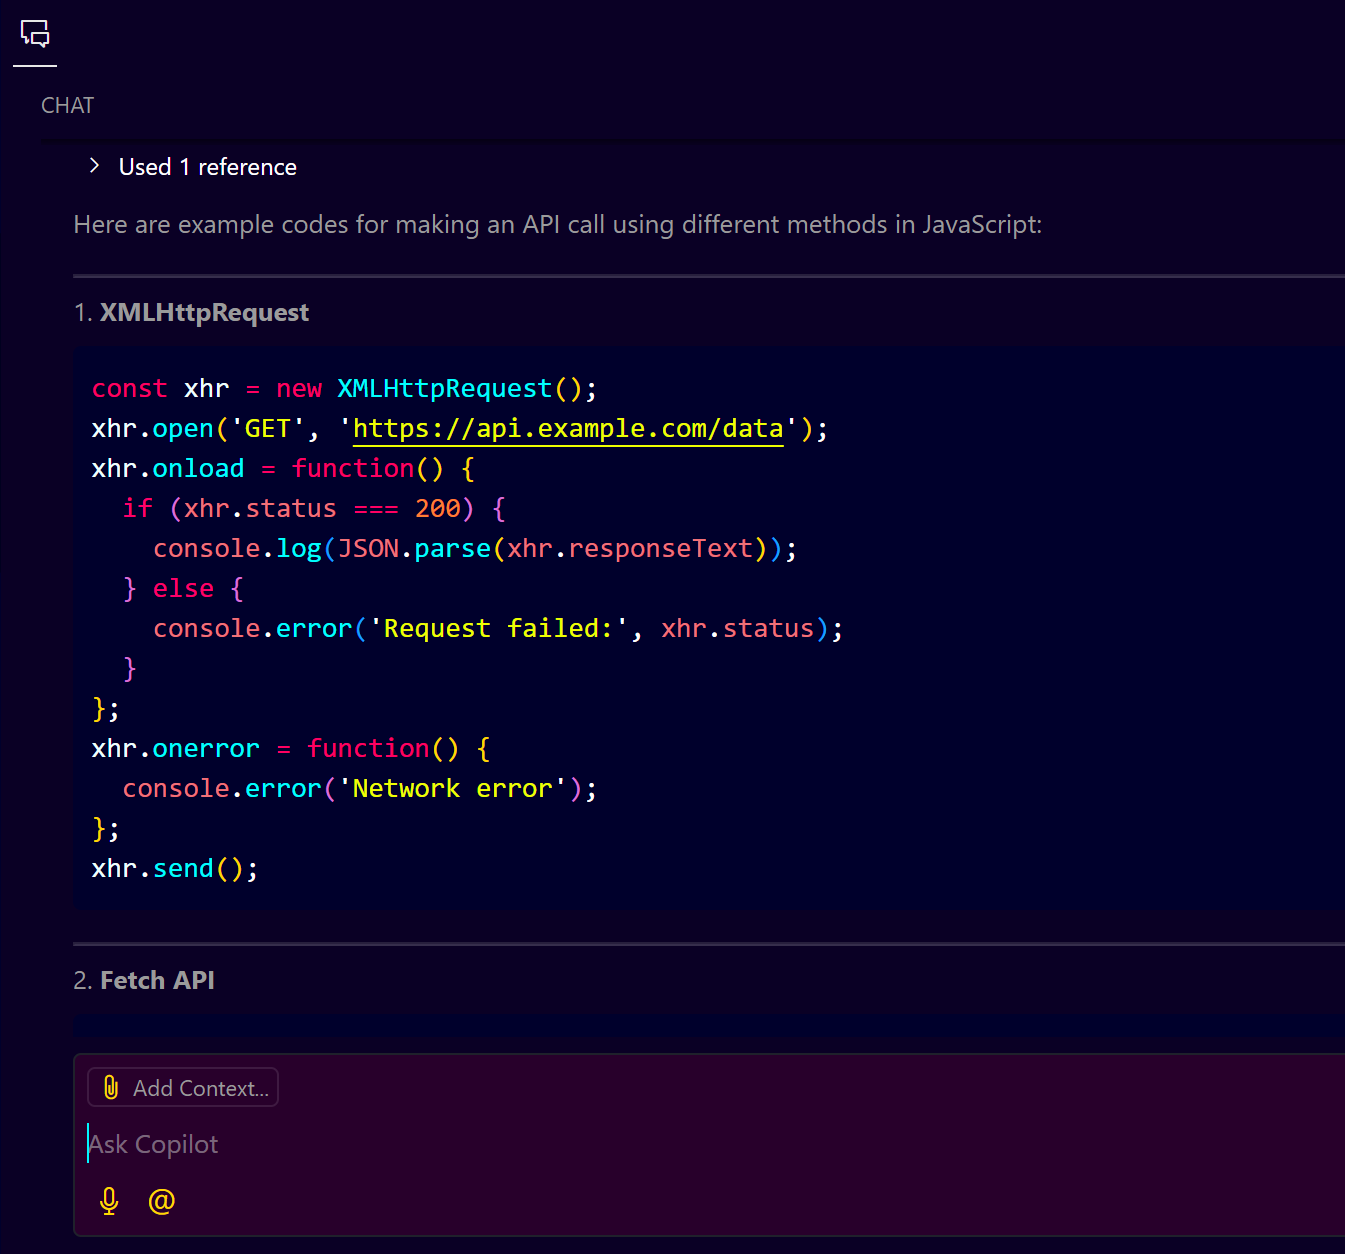 CHAT
Used 1 reference
Here are example codes for making an API call using different methods in JavaScript:
1. XMLHttpRequest
const xhr = new XMLHttpRequest();
xhr.open('GET', 'https://api.example.com/data');
xhr.onload = function() {
  if (xhr.status === 200) {
    console.log(JSON.parse(xhr.responseText));
  } else {
    console.error('Request failed:', xhr.status);
  }
};
xhr.onerror = function() {
  console.error('Network error');
};
xhr.send();
2. Fetch API
Add Context...
Ask Copilot
@